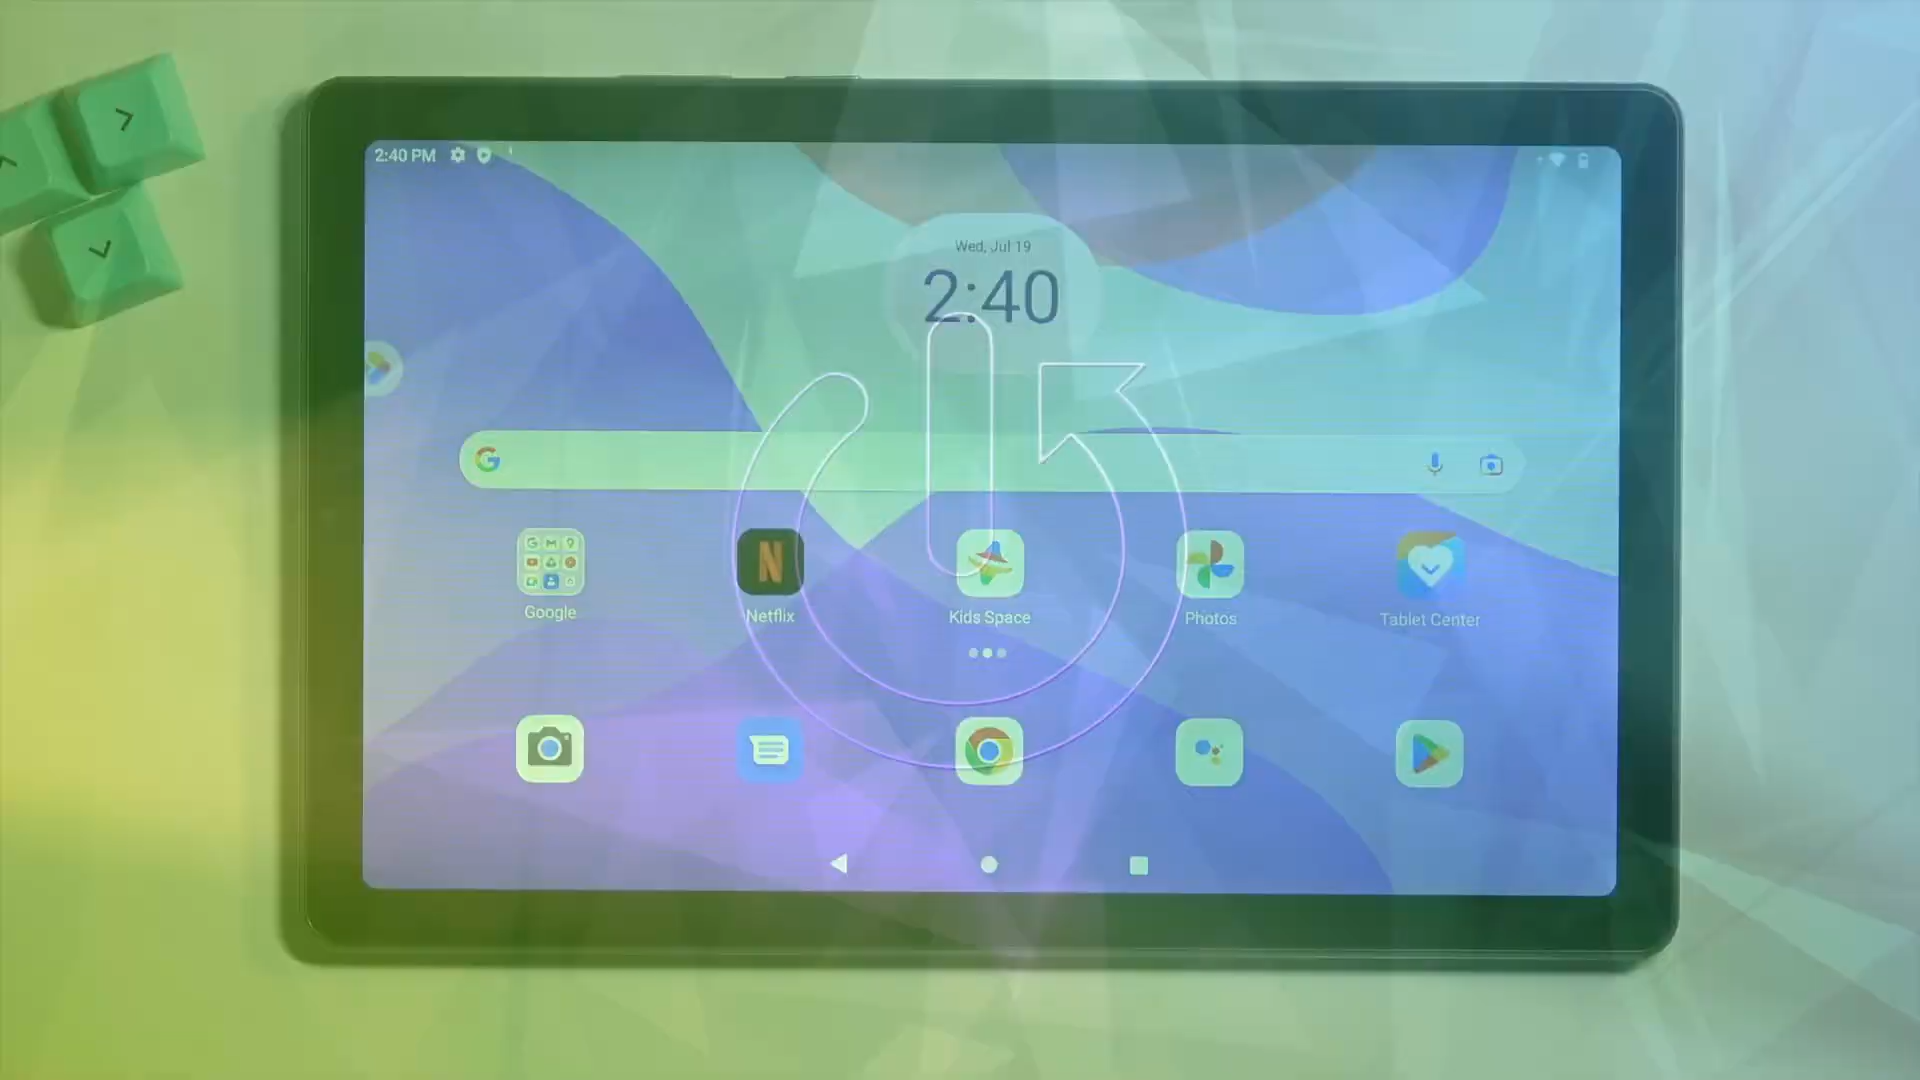 2:40 PM
Wed, Jul 19
2:40
Google
Netflix
Kids Space
Photos
Tablet Center